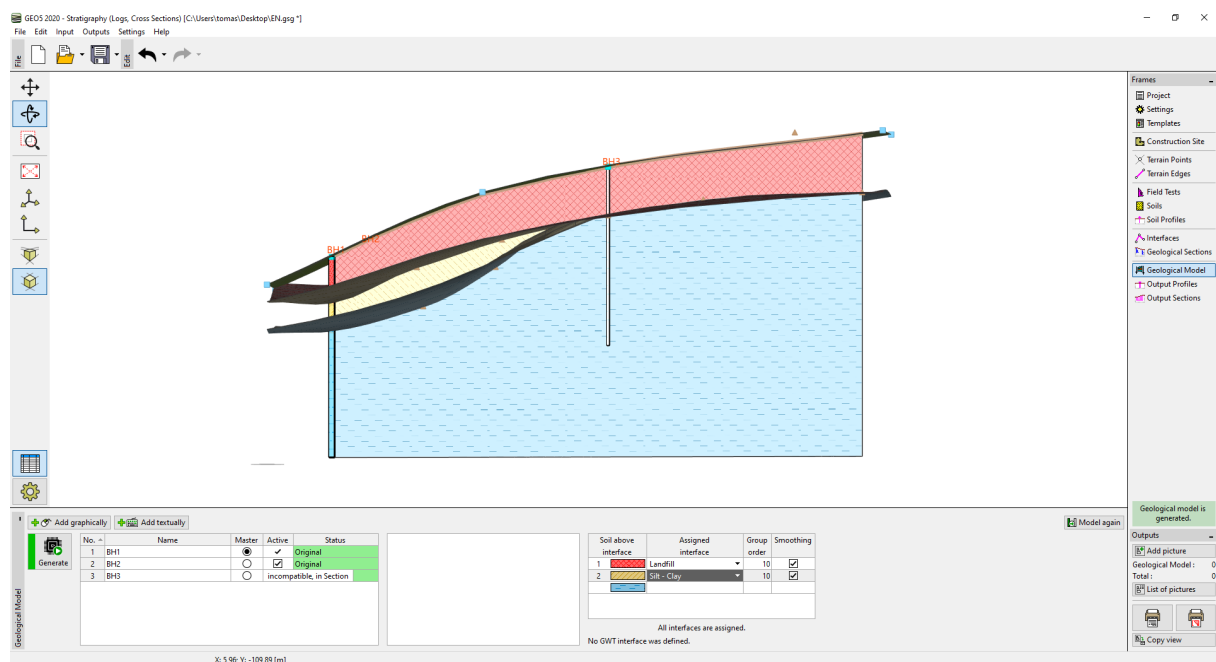 GEO5 2020 - Stratigraphy (Logs, Cross Sections) [C:\Users\tomas\Desktop\EN.gsg *]
File Edit Input Outputs Settings Help
File
Edit
BH1
BH2
BH3
Frames
Project
Settings
Templates
Construction Site
Terrain Points
Terrain Edges
Field Tests
Soils
Soil Profiles
Interfaces
Geological Sections
Geological Model
Output Profiles
Output Sections
Geological model is
generated.
Outputs
Add picture
Geological Model : 0
Total : 0
List of pictures
Copy view
Geological Model
Add graphically Add textually
Model again
Generate
No. Name Master Active Status
1 BH1 Original
2 BH2 Original
3 BH3 incompatible, in Section
Soil above Assigned Group Smoothing
interface interface order
1 Landfill 10
2 Silt - Clay 10
All interfaces are assigned.
No GWT interface was defined.
X: 5.96; Y: -109.89 [m]